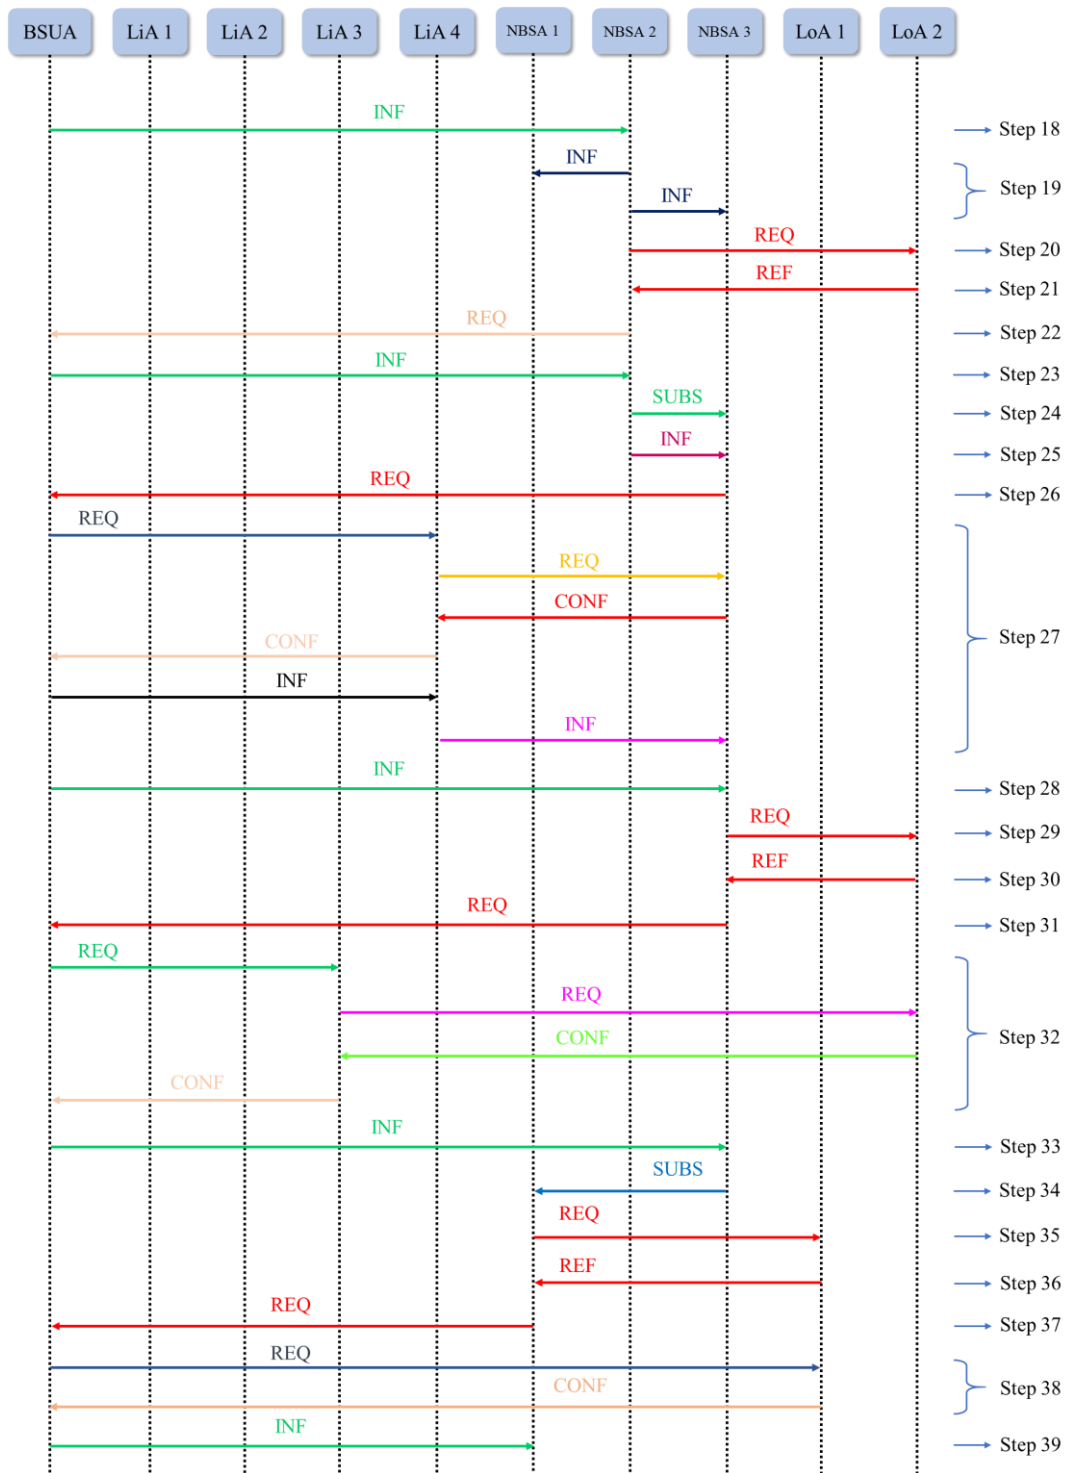 BSUA LiA 1 LiA 2 LiA 3 LiA 4 NBSA 1 NBSA 2 NBSA 3 LoA 1 LoA 2
INF Step 18
INF
Step 19
INF
REQ Step 20
REF Step 21
REQ Step 22
INF Step 23
SUBS Step 24
INF Step 25
REQ Step 26
REQ
REQ
CONF
Step 27
CONF
INF
INF
INF Step 28
REQ Step 29
REF Step 30
REQ Step 31
REQ
REQ
Step 32
CONF
CONF
INF Step 33
SUBS Step 34
REQ Step 35
REF Step 36
REQ Step 37
REQ
Step 38
CONF
INF Step 39